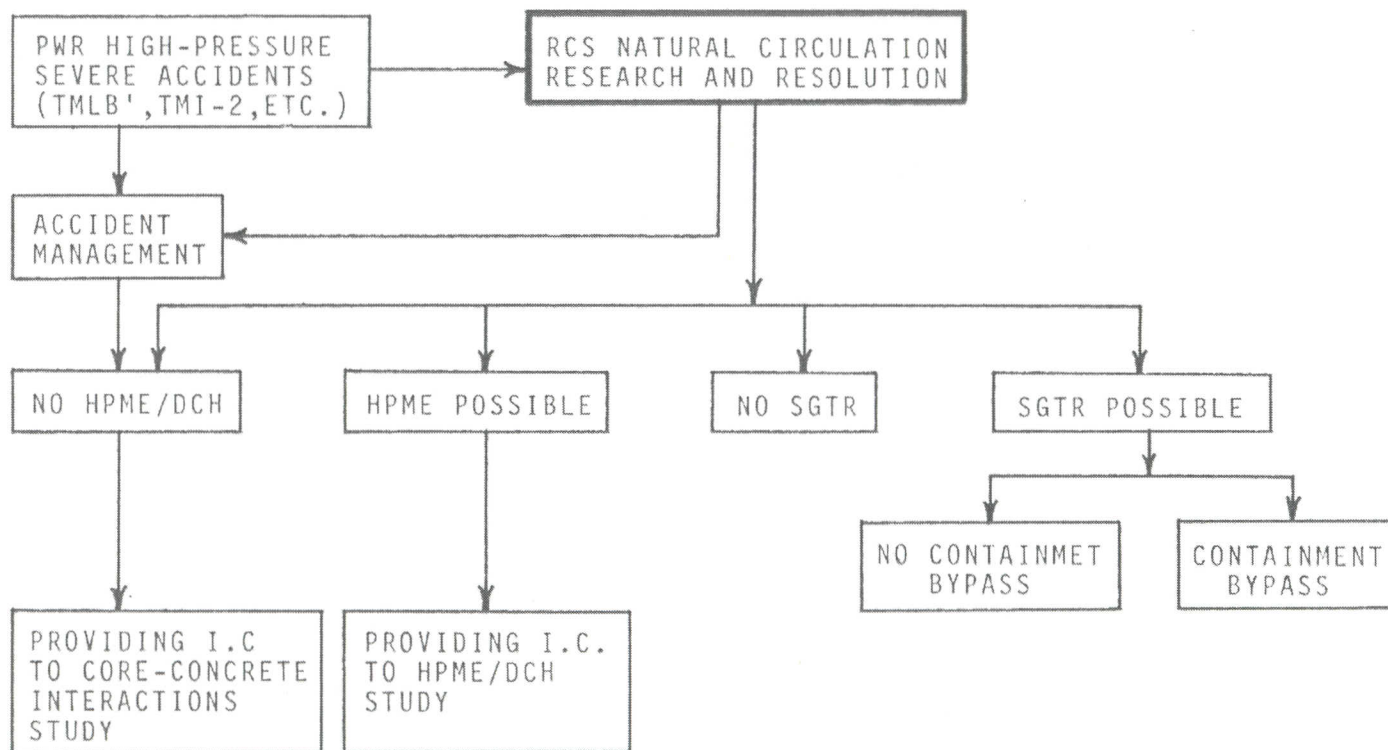 PWR HIGH-PRESSURE
SEVERE ACCIDENTS
(TMLB',TMI-2,ETC.)
RCS NATURAL CIRCULATION
RESEARCH AND RESOLUTION
ACCIDENT
MANAGEMENT
NO HPME/DCH
HPME POSSIBLE
NO SGTR
SGTR POSSIBLE
NO CONTAINMET
BYPASS
CONTAINMENT
BYPASS
PROVIDING I.C
TO CORE-CONCRETE
INTERACTIONS
STUDY
PROVIDING I.C.
TO HPME/DCH
STUDY